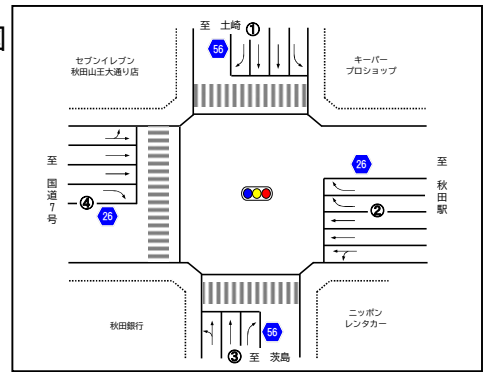 図
至 土崎 ①
56
セブンイレブン
秋田山王大通り店
キーパー
プロショップ
至
国
道
7
号
④
26
26
至
秋
田
駅
②
秋田銀行
56
③ 至 茨島
ニッポン
レンタカー